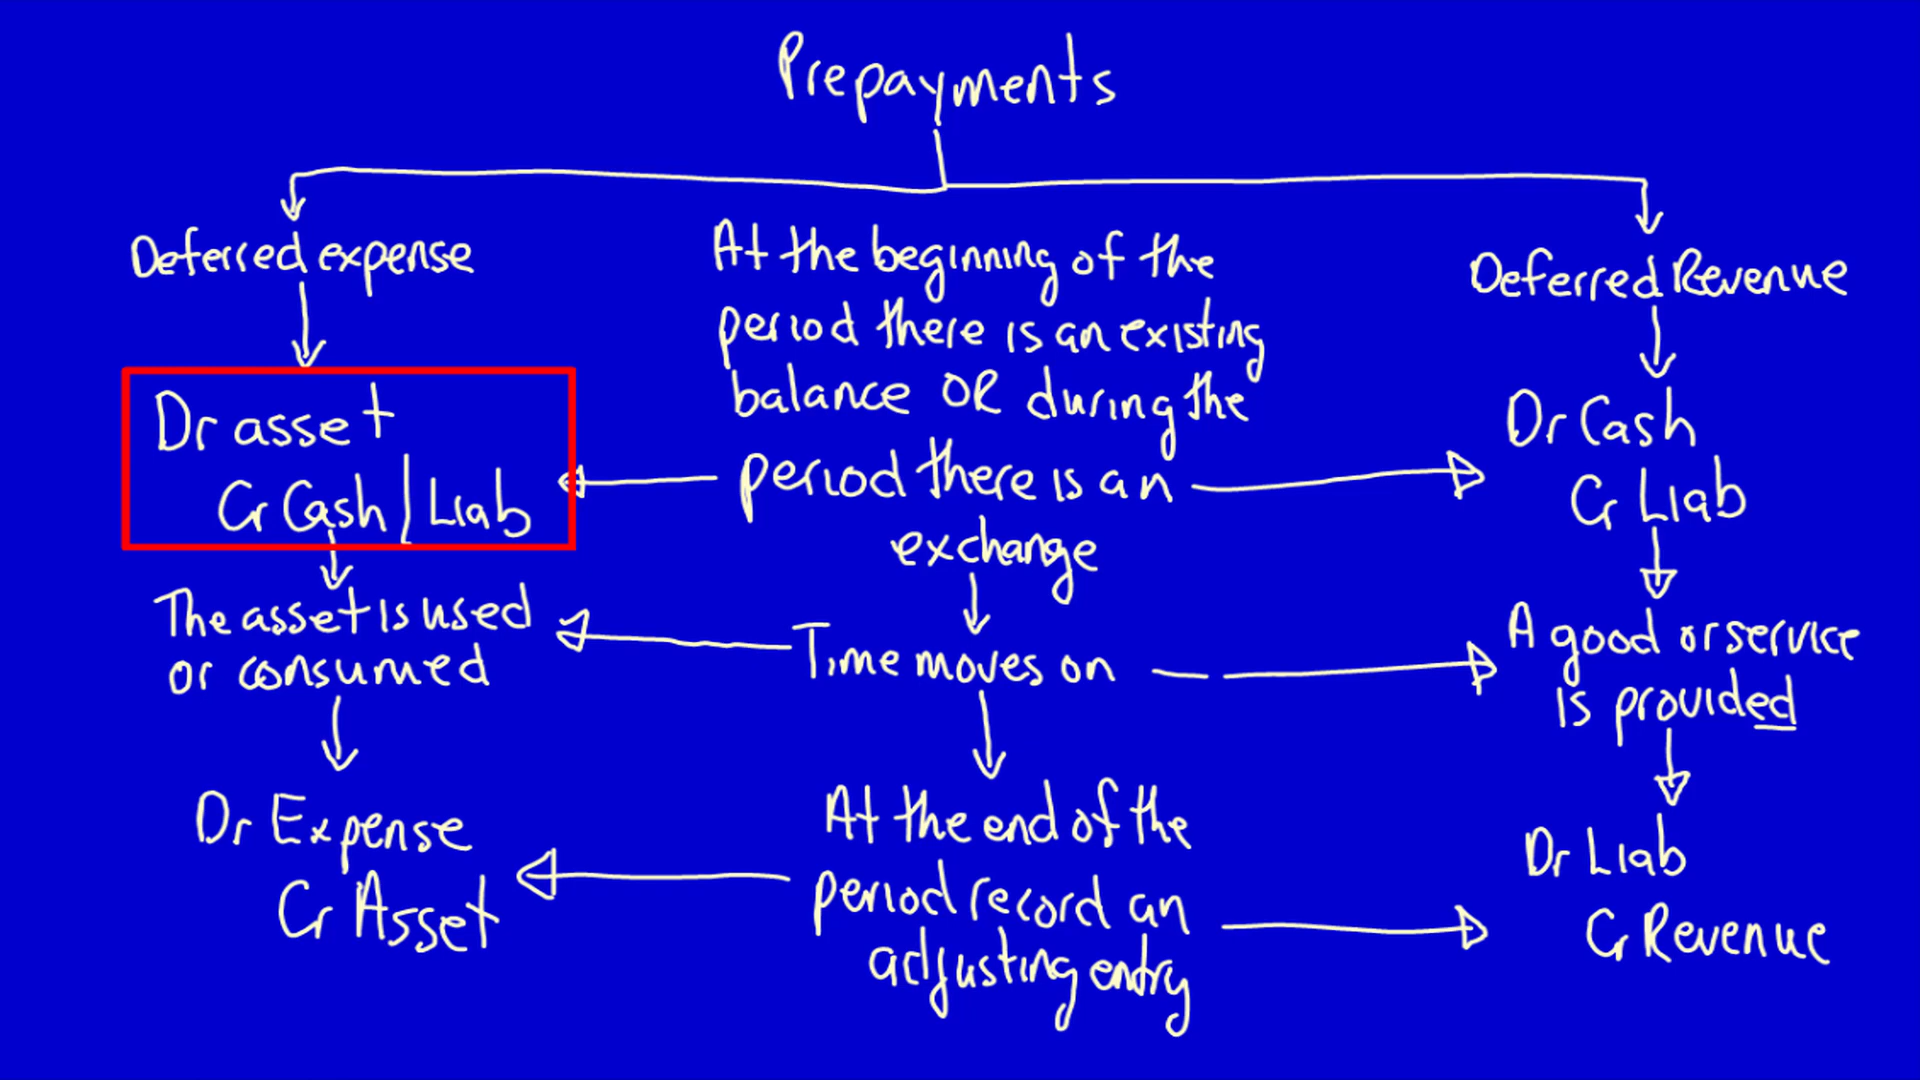 Prepayments
Deferred expense
Dr asset
Cr Cash/Liab
The asset is used
or consumed
Dr Expense
Cr Asset
At the beginning of the
period there is an existing
balance OR during the
period there is an
exchange
Time moves on
At the end of the
period record an
adjusting entry
Deferred Revenue
Dr Cash
Cr Liab
A good or service
is provided
Dr Liab
Cr Revenue